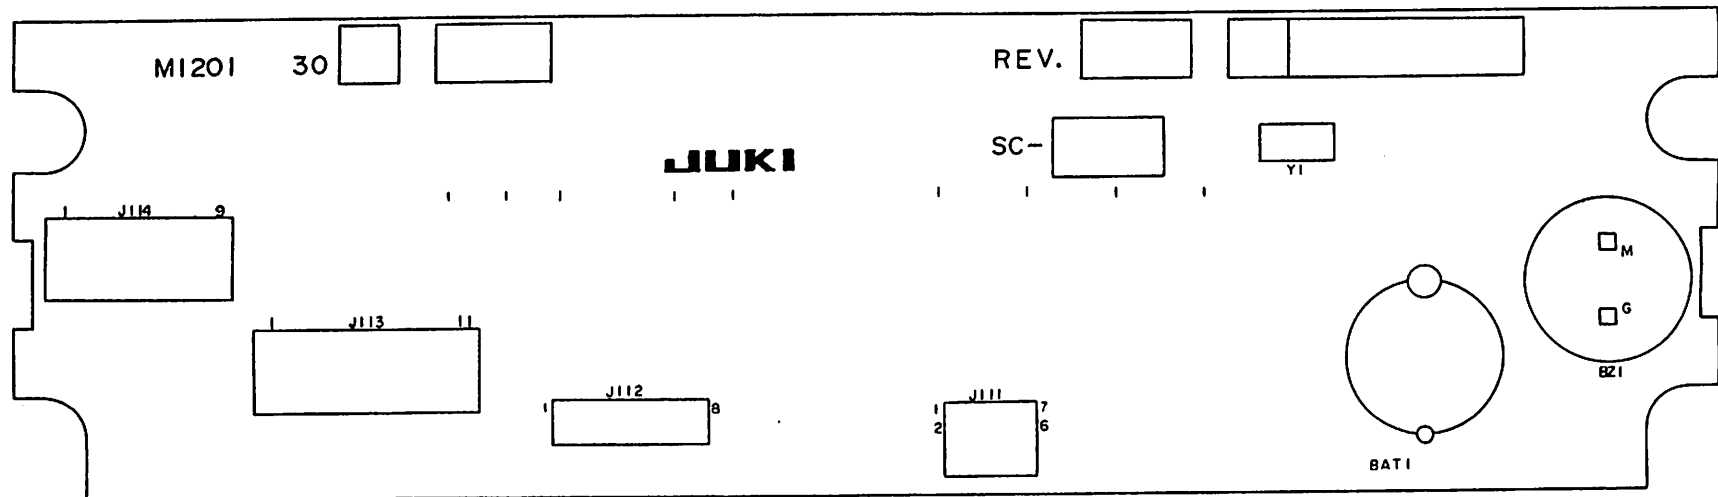 M1201 30 REV.
JUKI SC-
Y1
1 J114 9
M
G
1 J113 11
BZ1
J112
1 8
J111
1 7
2 6
BAT1